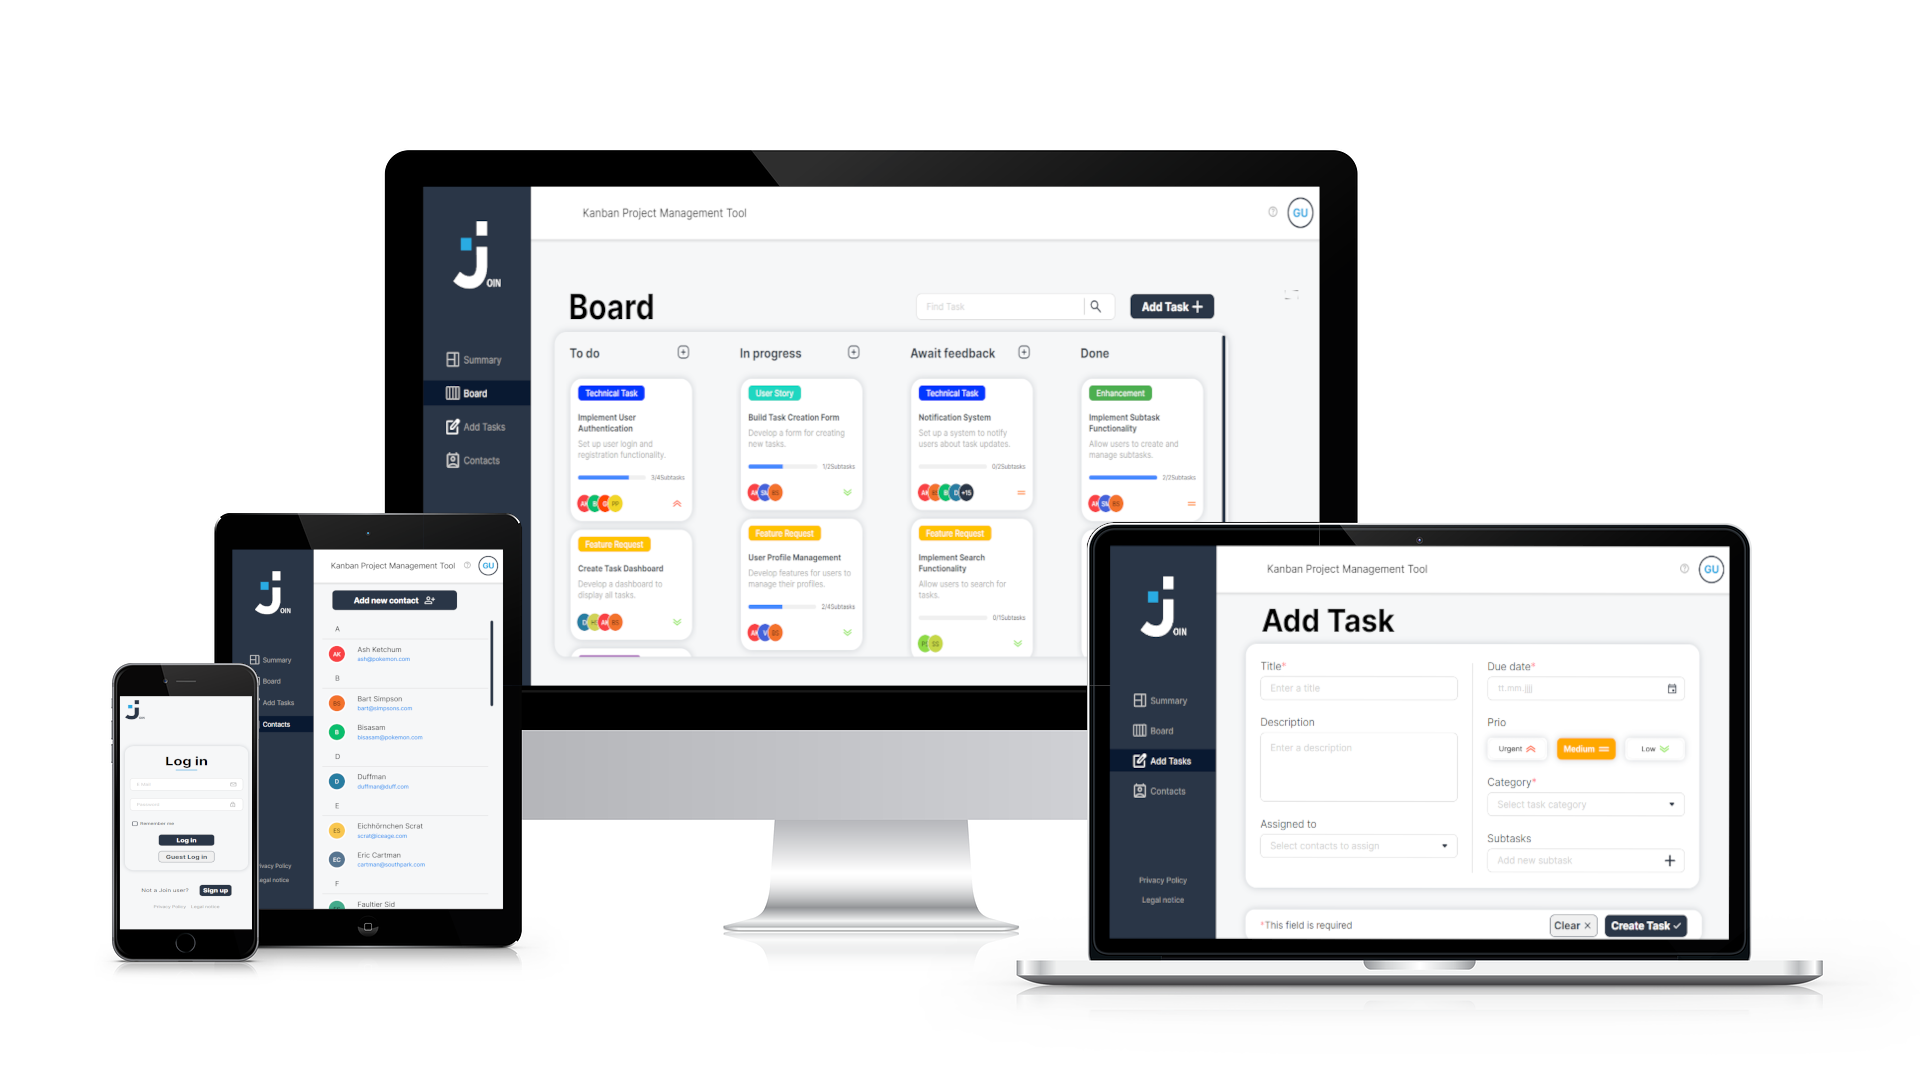 Kanban Project Management Tool
GU
OIN
Summary
Board
Add Tasks
Contacts
Board
Find Task
Add Task
To do
In progress
Await feedback
Done
Technical Task
Implement User
Authentication
Set up user login and
registration functionality.
3/4Subtasks
PP
Feature Request
Create Task Dashboard
Develop a dashboard to
display all tasks.
User Story
Build Task Creation Form
Develop a form for creating
new tasks.
1/2Subtasks
Feature Request
User Profile Management
Develop features for users to
manage their profiles.
2/4Subtasks
Technical Task
Notification System
Set up a system to notify
users about task updates.
0/2Subtasks
+15
Feature Request
Implement Search
Functionality
Allow users to search for
tasks.
0/1Subtasks
SS
Enhancement
Implement Subtask
Functionality
Allow users to create and
manage subtasks.
2/2Subtasks
Kanban Project Management Tool
GU
OIN
Add new contact
Summary
Board
Add Tasks
Contacts
ivacy Policy
egal notice
A
AK
Ash Ketchum
ash@pokemon.com
B
BS
Bart Simpson
bart@simpsons.com
B
Bisasam
bisasam@pokemon.com
D
D
Duffman
duffman@duff.com
E
ES
Eichhörnchen Scrat
scrat@iceage.com
EC
Eric Cartman
cartman@southpark.com
F
Faultier Sid
Log in
E-Mail
Password
Remember me
Log in
Guest Log in
Not a Join user?
Sign up
Privacy Policy
Legal notice
Kanban Project Management Tool
GU
OIN
Summary
Board
Add Tasks
Contacts
Privacy Policy
Legal notice
Add Task
Title*
Enter a title
Description
Enter a description
Assigned to
Select contacts to assign
Due date*
tt.mm.jjjj
Prio
Urgent
Medium
Low
Category*
Select task category
Subtasks
Add new subtask
*This field is required
Clear
Create Task